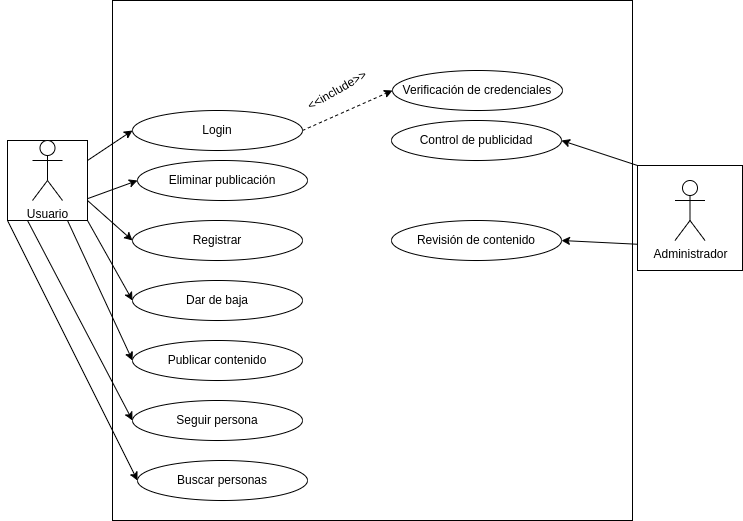 <<include>>
Verificación de credenciales
Login
Control de publicidad
Eliminar publicación
Usuario
Registrar
Revisión de contenido
Administrador
Dar de baja
Publicar contenido
Seguir persona
Buscar personas